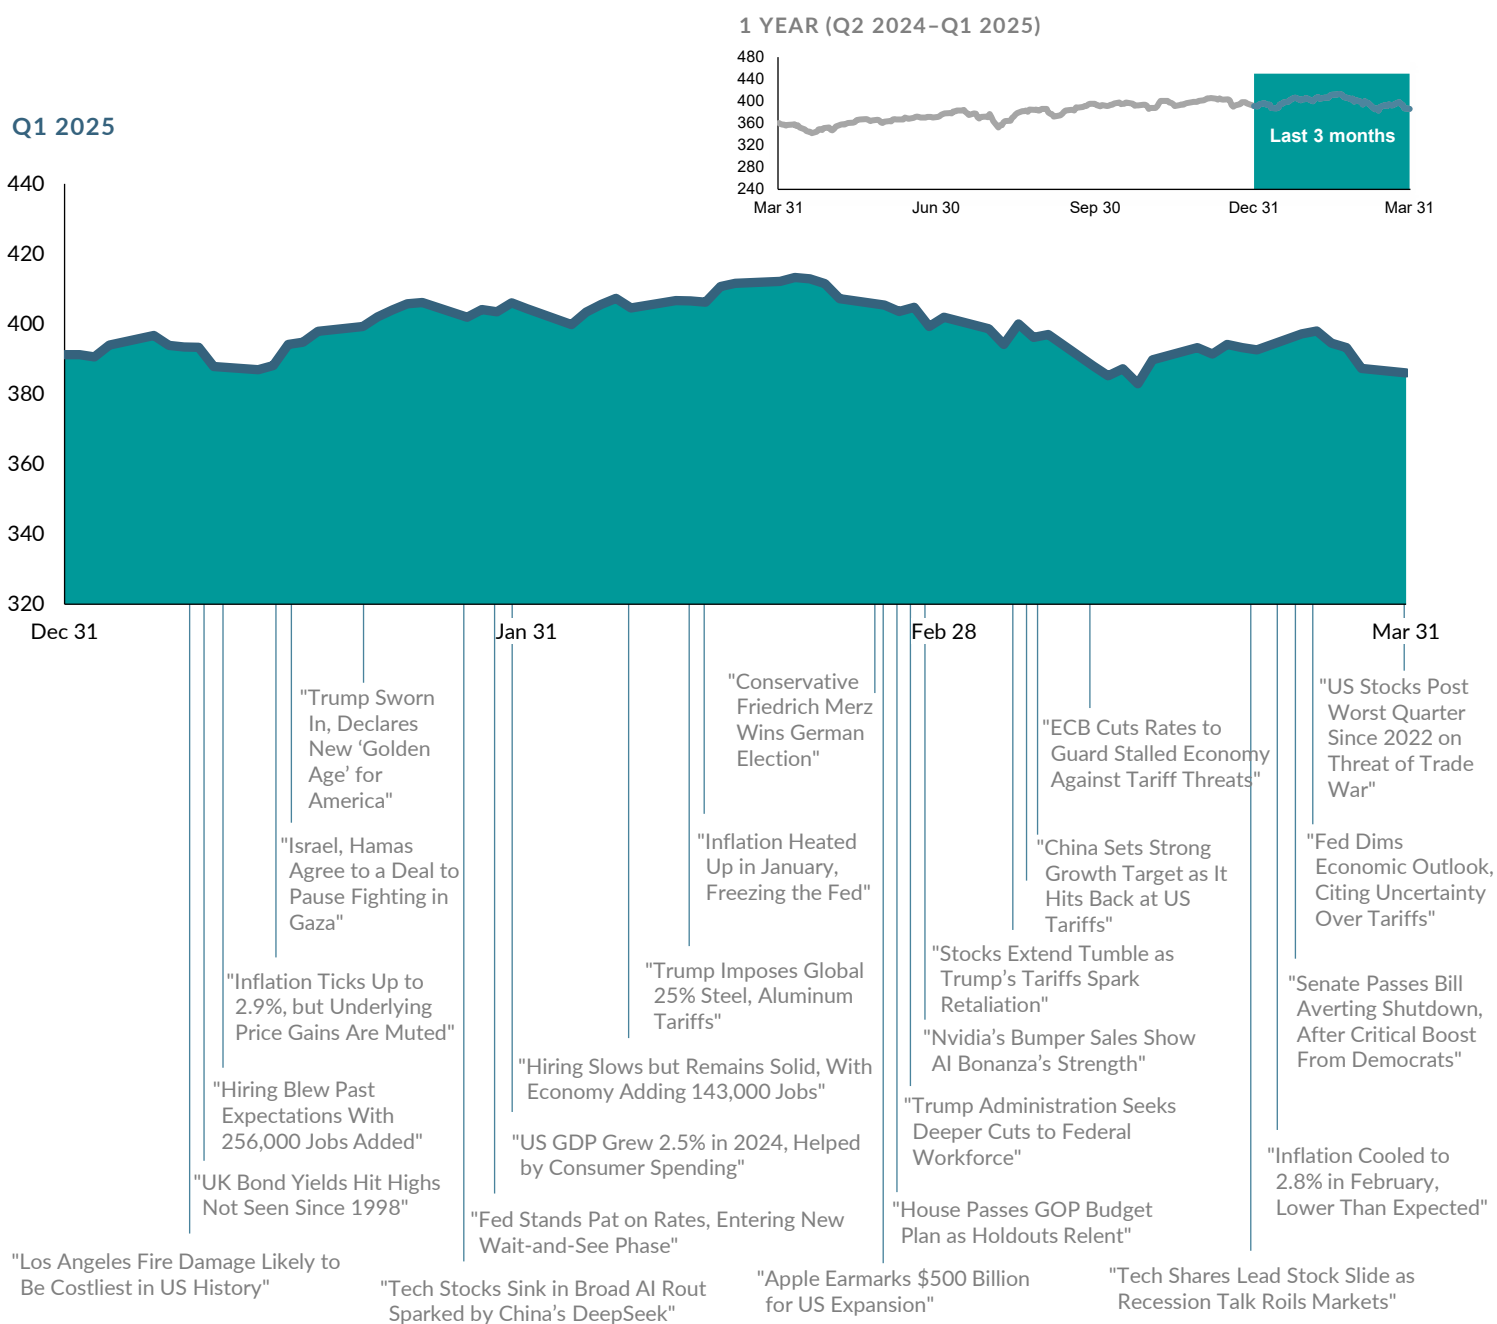 1 YEAR (Q2 2024–Q1 2025)
480
440
400
360
320
280
240
Last 3 months
Mar 31
Jun 30
Sep 30
Dec 31
Mar 31
Q1 2025
440
420
400
380
360
340
320
Dec 31
Jan 31
Feb 28
Mar 31
"Trump Sworn
In, Declares
New ‘Golden
Age’ for
America"
"Israel, Hamas
Agree to a Deal to
Pause Fighting in
Gaza"
"Inflation Ticks Up to
2.9%, but Underlying
Price Gains Are Muted"
"Hiring Blew Past
Expectations With
256,000 Jobs Added"
"UK Bond Yields Hit Highs
Not Seen Since 1998"
"Los Angeles Fire Damage Likely to
Be Costliest in US History"
"Conservative
Friedrich Merz
Wins German
Election"
"Inflation Heated
Up in January,
Freezing the Fed"
"Trump Imposes Global
25% Steel, Aluminum
Tariffs"
"Hiring Slows but Remains Solid, With
Economy Adding 143,000 Jobs"
"US GDP Grew 2.5% in 2024, Helped
by Consumer Spending"
"Fed Stands Pat on Rates, Entering New
Wait-and-See Phase"
"Tech Stocks Sink in Broad AI Rout
Sparked by China’s DeepSeek"
"ECB Cuts Rates to
Guard Stalled Economy
Against Tariff Threats"
"China Sets Strong
Growth Target as It
Hits Back at US
Tariffs"
"Stocks Extend Tumble as
Trump’s Tariffs Spark
Retaliation"
"Nvidia’s Bumper Sales Show
AI Bonanza’s Strength"
"Trump Administration Seeks
Deeper Cuts to Federal
Workforce"
"House Passes GOP Budget
Plan as Holdouts Relent"
"Apple Earmarks $500 Billion
for US Expansion"
"US Stocks Post
Worst Quarter
Since 2022 on
Threat of Trade
War"
"Fed Dims
Economic Outlook,
Citing Uncertainty
Over Tariffs"
"Senate Passes Bill
Averting Shutdown,
After Critical Boost
From Democrats"
"Inflation Cooled to
2.8% in February,
Lower Than Expected"
"Tech Shares Lead Stock Slide as
Recession Talk Roils Markets"